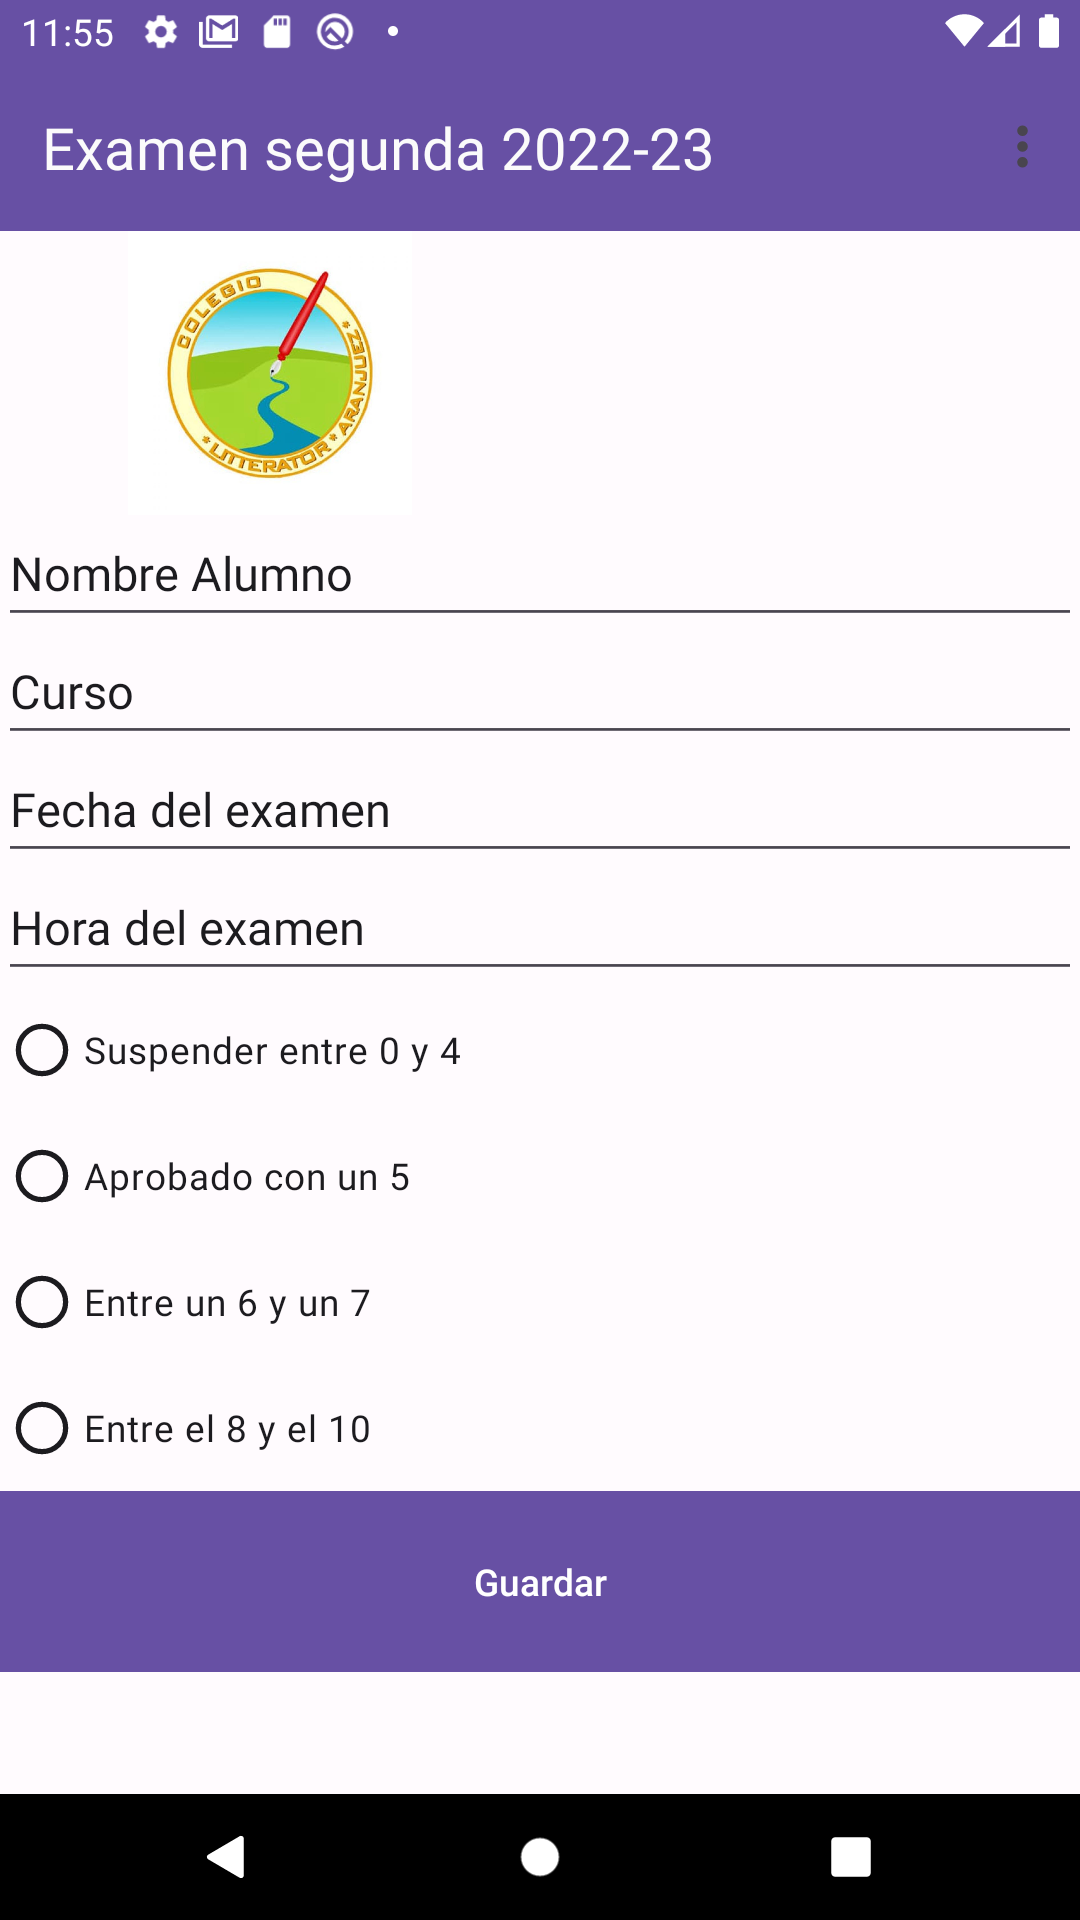 11:55
Examen segunda 2022-23
COLEGIO
* LITTERATOR * ARANJUEZ *
Nombre Alumno
Curso
Fecha del examen
Hora del examen
Suspender entre 0 y 4
Aprobado con un 5
Entre un 6 y un 7
Entre el 8 y el 10
Guardar